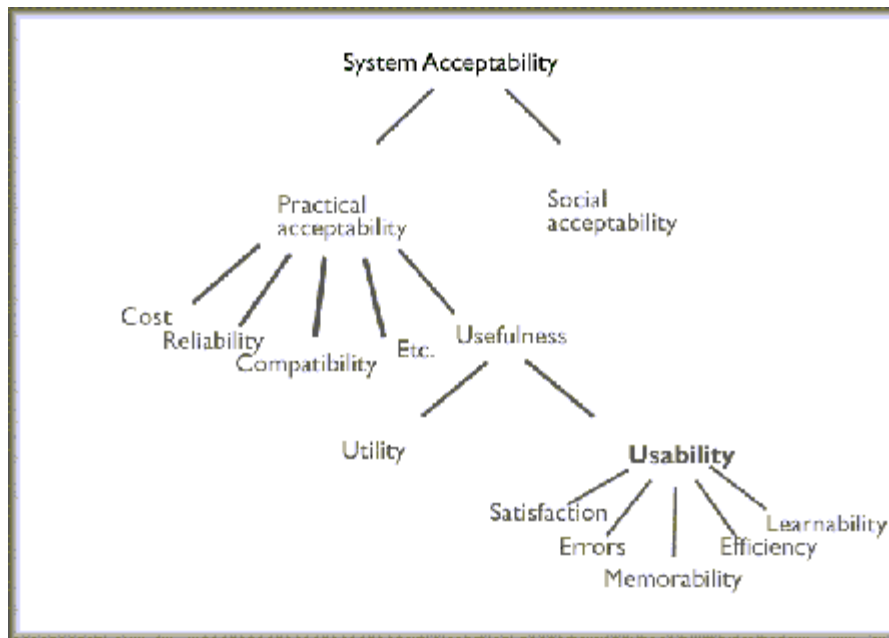 System Acceptability
Practical
acceptability
Social
acceptability
Cost
Reliability
Compatibility
Etc.
Usefulness
Utility
Usability
Satisfaction
Errors
Memorability
Efficiency
Learnability